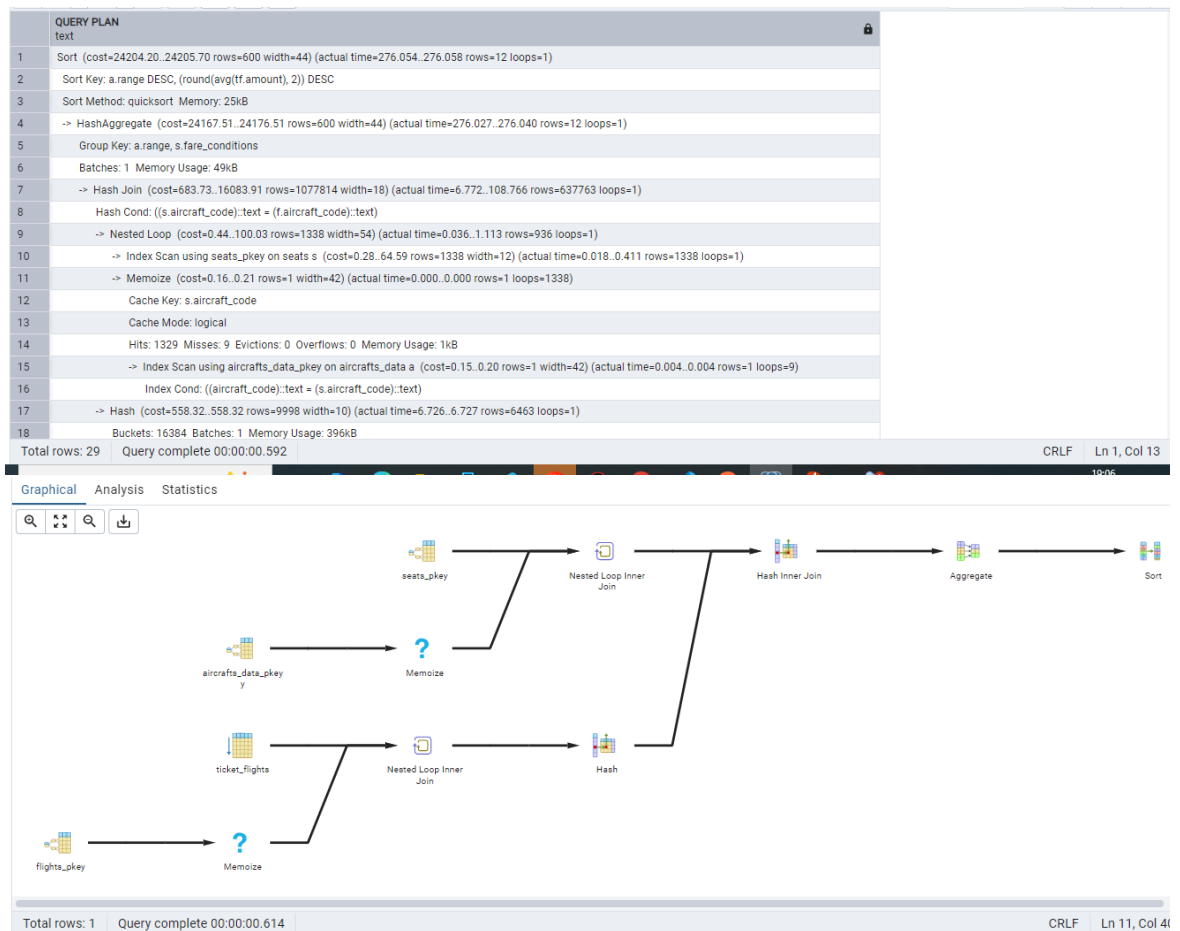 QUERY PLAN
text
1 Sort (cost=24204.20..24205.70 rows=600 width=44) (actual time=276.054..276.058 rows=12 loops=1)
2 Sort Key: a.range DESC, (round(avg(tf.amount), 2)) DESC
3 Sort Method: quicksort Memory: 25kB
4 -> HashAggregate (cost=24167.51..24176.51 rows=600 width=44) (actual time=276.027..276.040 rows=12 loops=1)
5 Group Key: a.range, s.fare_conditions
6 Batches: 1 Memory Usage: 49kB
7 -> Hash Join (cost=683.73..16083.91 rows=1077814 width=18) (actual time=6.772..108.766 rows=637763 loops=1)
8 Hash Cond: ((s.aircraft_code)::text = (f.aircraft_code)::text)
9 -> Nested Loop (cost=0.44..100.03 rows=1338 width=54) (actual time=0.036..1.113 rows=936 loops=1)
10 -> Index Scan using seats_pkey on seats s (cost=0.28..64.59 rows=1338 width=12) (actual time=0.018..0.411 rows=1338 loops=1)
11 -> Memoize (cost=0.16..0.21 rows=1 width=42) (actual time=0.000..0.000 rows=1 loops=1338)
12 Cache Key: s.aircraft_code
13 Cache Mode: logical
14 Hits: 1329 Misses: 9 Evictions: 0 Overflows: 0 Memory Usage: 1kB
15 -> Index Scan using aircrafts_data_pkey on aircrafts_data a (cost=0.15..0.20 rows=1 width=42) (actual time=0.004..0.004 rows=1 loops=9)
16 Index Cond: ((aircraft_code)::text = (s.aircraft_code)::text)
17 -> Hash (cost=558.32..558.32 rows=9998 width=10) (actual time=6.726..6.727 rows=6463 loops=1)
18 Buckets: 16384 Batches: 1 Memory Usage: 396kB
Total rows: 29 Query complete 00:00:00.592 CRLF Ln 1, Col 13
19:06
Graphical Analysis Statistics
seats_pkey
Nested Loop Inner
Join
Hash Inner Join
Aggregate
Sort
aircrafts_data_pkey
y
Memoize
ticket_flights
Nested Loop Inner
Join
Hash
flights_pkey
Memoize
Total rows: 1 Query complete 00:00:00.614 CRLF Ln 11, Col 40